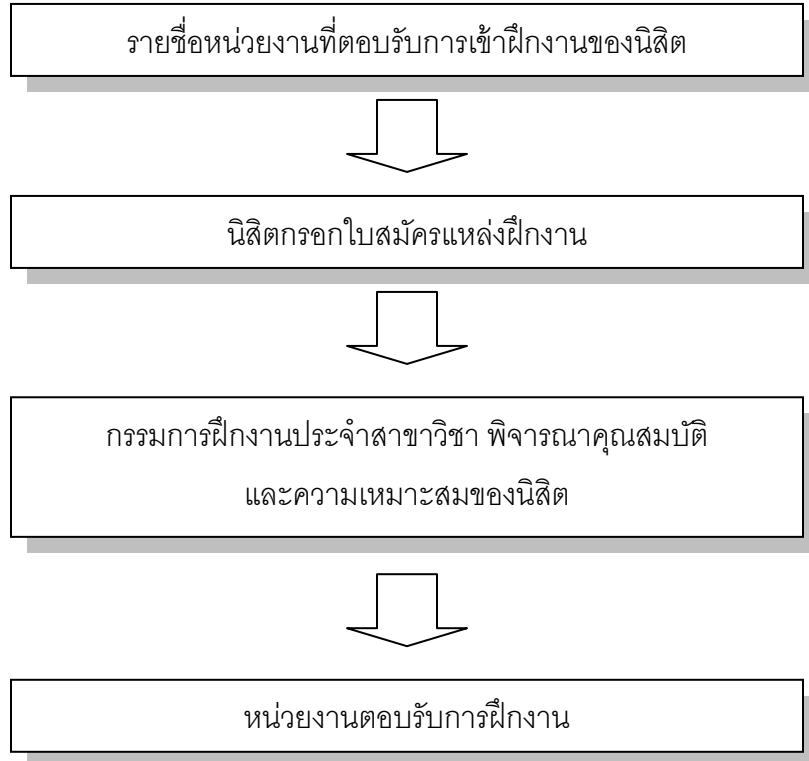 รายชื่อหน่วยงานที่ตอบรับการเข้าฝึกงานของนิสิต
นิสิตกรอกใบสมัครแหล่งฝึกงาน
กรรมการฝึกงานประจำสาขาวิชา พิจารณาคุณสมบัติ
และความเหมาะสมของนิสิต
หน่วยงานตอบรับการฝึกงาน